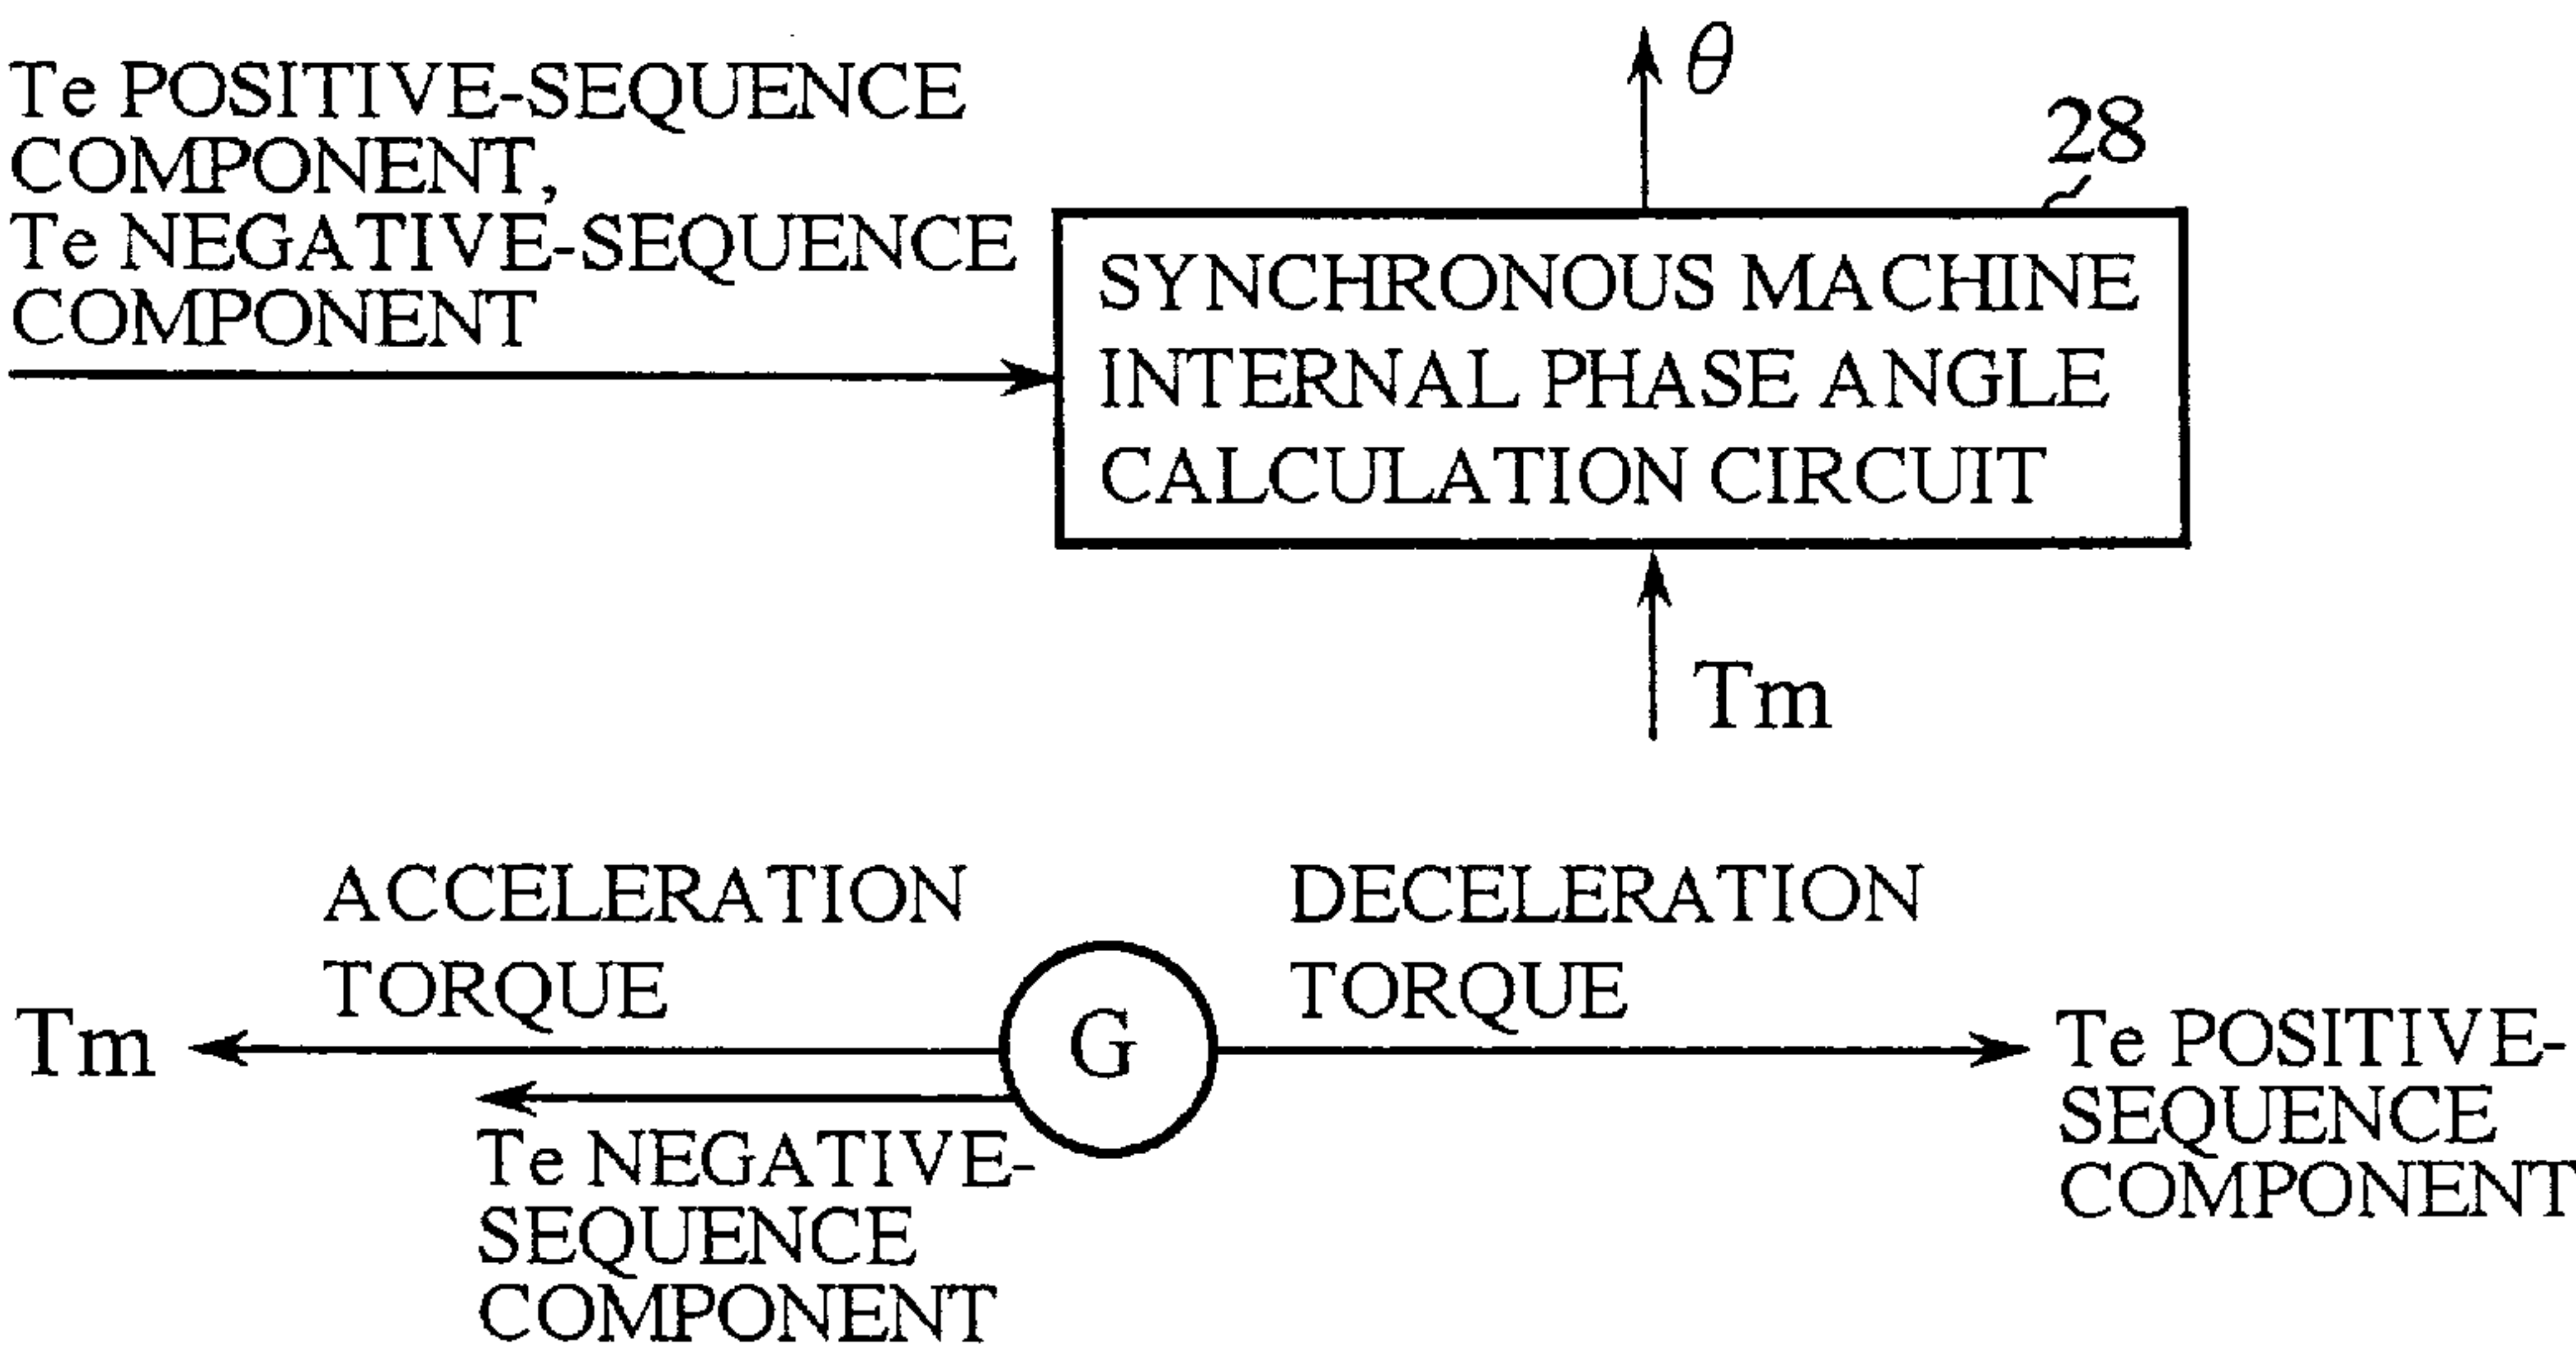 Te POSITIVE-SEQUENCE
COMPONENT,
Te NEGATIVE-SEQUENCE
COMPONENT
θ
28
SYNCHRONOUS MACHINE
INTERNAL PHASE ANGLE
CALCULATION CIRCUIT
Tm
ACCELERATION
TORQUE
DECELERATION
TORQUE
Tm
G
Te POSITIVE-
SEQUENCE
COMPONENT
Te NEGATIVE-
SEQUENCE
COMPONENT